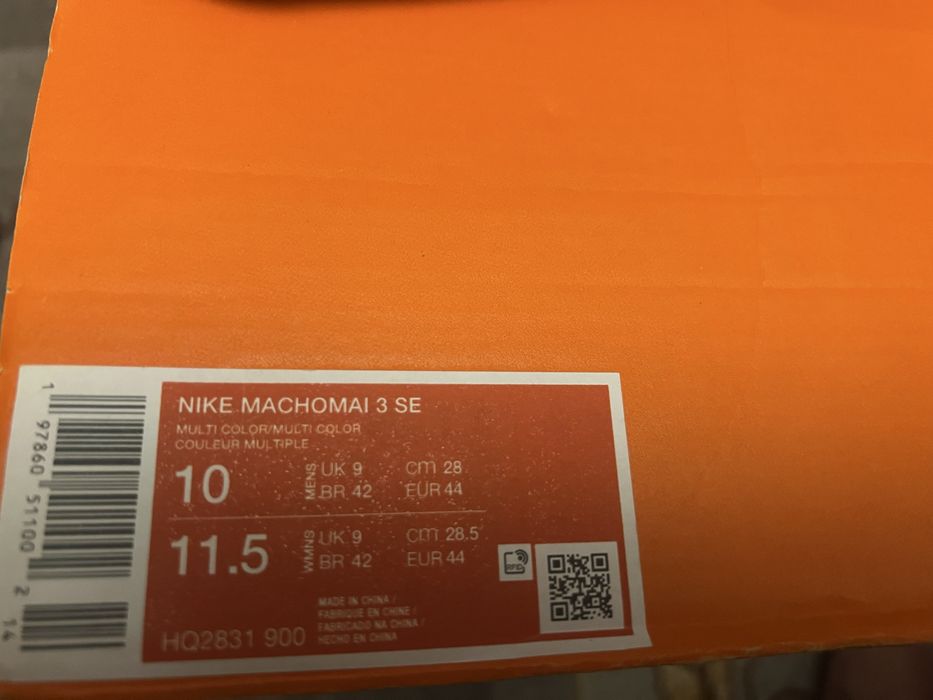 NIKE MACHOMAI 3 SE
MULTI COLOR/MULTI COLOR
COULEUR MULTIPLE
10 MENS UK 9 cm 28
BR 42 EUR 44
11.5 WMNS UK 9 cm 28.5
BR 42 EUR 44
RFID
MADE IN CHINA /
FABRIQUE EN CHINE /
FABRICADO NA CHINA /
HECHO EN CHINA
HQ2831 900
1 97860 51100 2 14